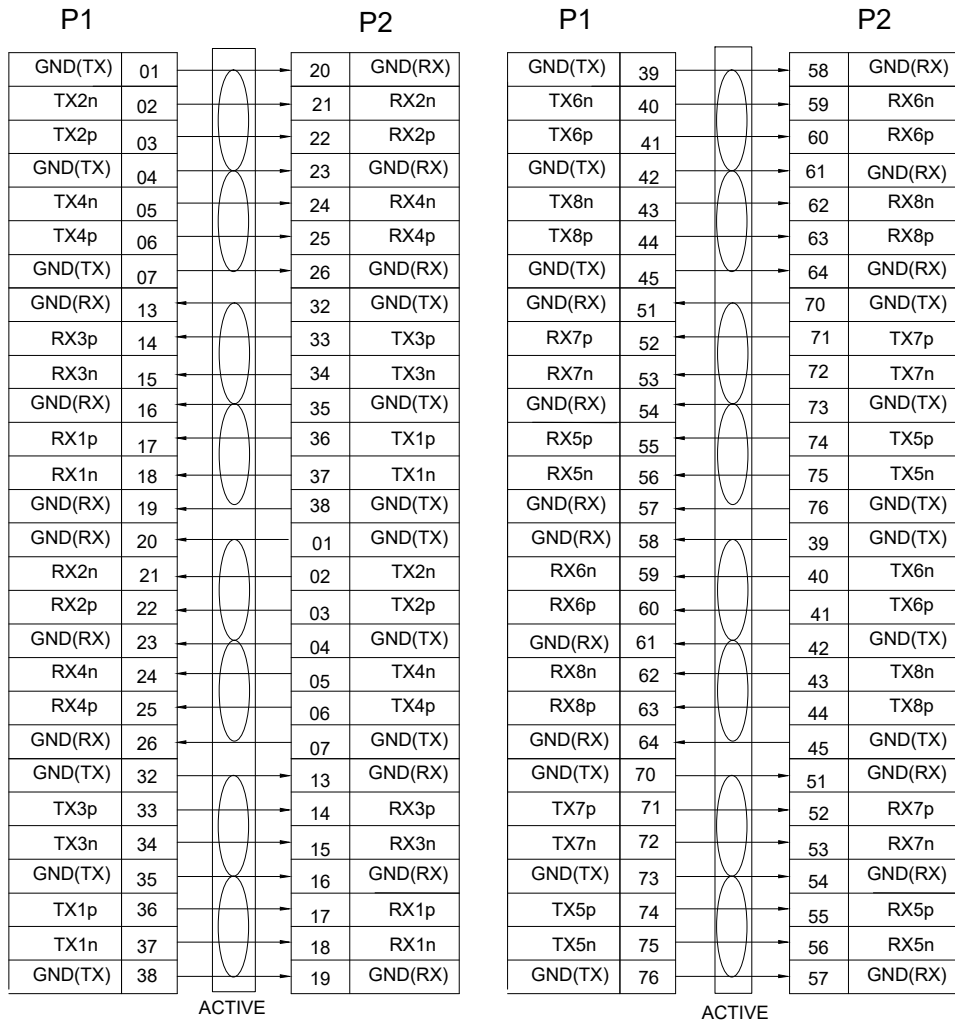 P1 P2 P1 P2
GND(TX) 01 20 GND(RX) GND(TX) 39 58 GND(RX)
TX2n 02 21 RX2n TX6n 40 59 RX6n
TX2p 03 22 RX2p TX6p 41 60 RX6p
GND(TX) 04 23 GND(RX) GND(TX) 42 61 GND(RX)
TX4n 05 24 RX4n TX8n 43 62 RX8n
TX4p 06 25 RX4p TX8p 44 63 RX8p
GND(TX) 07 26 GND(RX) GND(TX) 45 64 GND(RX)
GND(RX) 13 32 GND(TX) GND(RX) 51 70 GND(TX)
RX3p 14 33 TX3p RX7p 52 71 TX7p
RX3n 15 34 TX3n RX7n 53 72 TX7n
GND(RX) 16 35 GND(TX) GND(RX) 54 73 GND(TX)
RX1p 17 36 TX1p RX5p 55 74 TX5p
RX1n 18 37 TX1n RX5n 56 75 TX5n
GND(RX) 19 38 GND(TX) GND(RX) 57 76 GND(TX)
GND(RX) 20 01 GND(TX) GND(RX) 58 39 GND(TX)
RX2n 21 02 TX2n RX6n 59 40 TX6n
RX2p 22 03 TX2p RX6p 60 41 TX6p
GND(RX) 23 04 GND(TX) GND(RX) 61 42 GND(TX)
RX4n 24 05 TX4n RX8n 62 43 TX8n
RX4p 25 06 TX4p RX8p 63 44 TX8p
GND(RX) 26 07 GND(TX) GND(RX) 64 45 GND(TX)
GND(TX) 32 13 GND(RX) GND(TX) 70 51 GND(RX)
TX3p 33 14 RX3p TX7p 71 52 RX7p
TX3n 34 15 RX3n TX7n 72 53 RX7n
GND(TX) 35 16 GND(RX) GND(TX) 73 54 GND(RX)
TX1p 36 17 RX1p TX5p 74 55 RX5p
TX1n 37 18 RX1n TX5n 75 56 RX5n
GND(TX) 38 19 GND(RX) GND(TX) 76 57 GND(RX)
ACTIVE ACTIVE